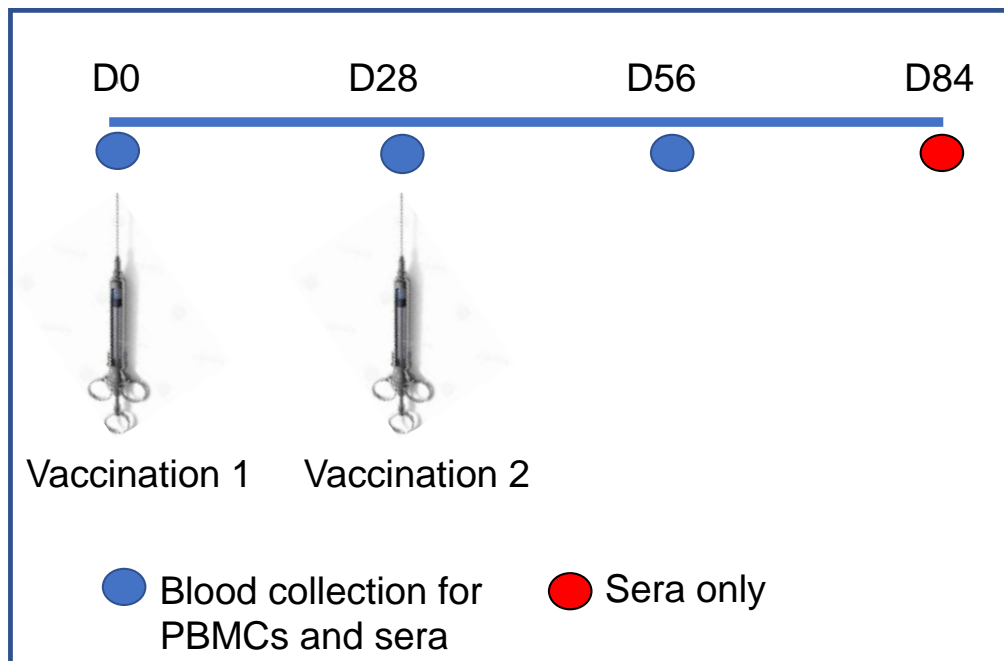 D0 D28 D56 D84
Vaccination 1 Vaccination 2
Blood collection for
PBMCs and sera
Sera only